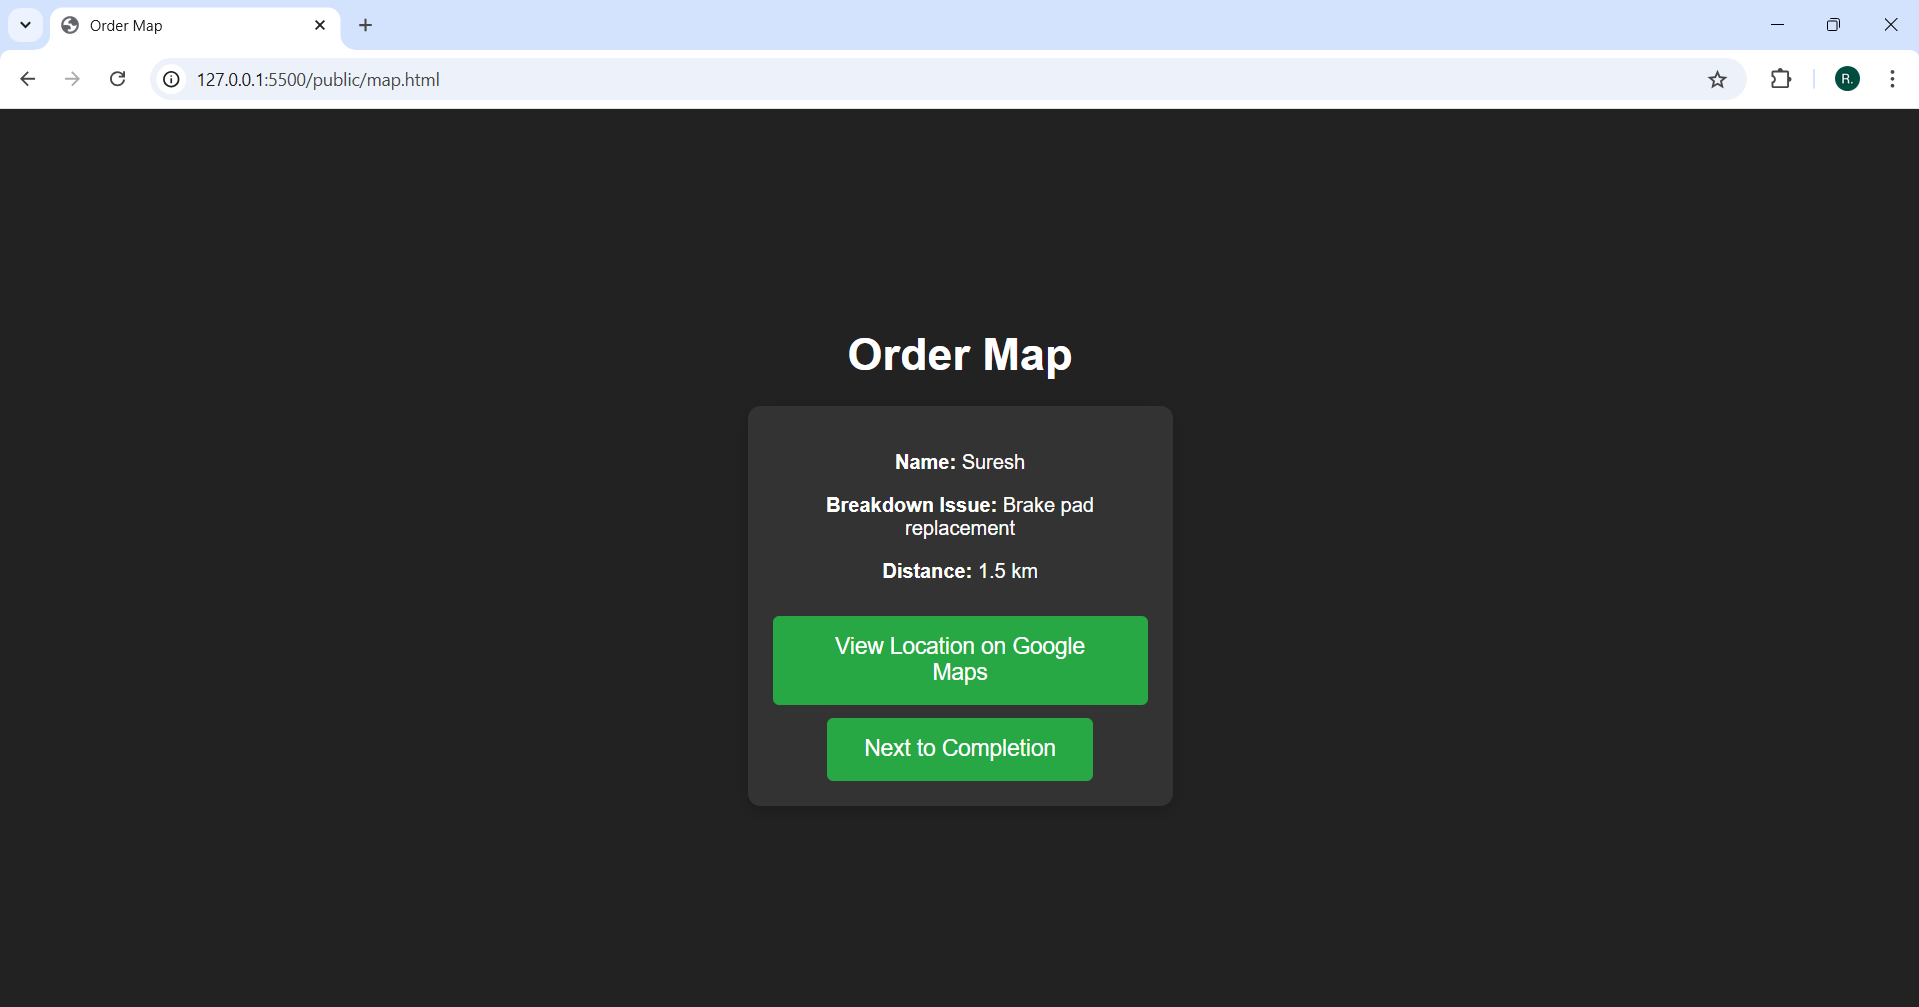 Order Map
127.0.0.1:5500/public/map.html
R.
Order Map
Name: Suresh
Breakdown Issue: Brake pad
replacement
Distance: 1.5 km
View Location on Google
Maps
Next to Completion